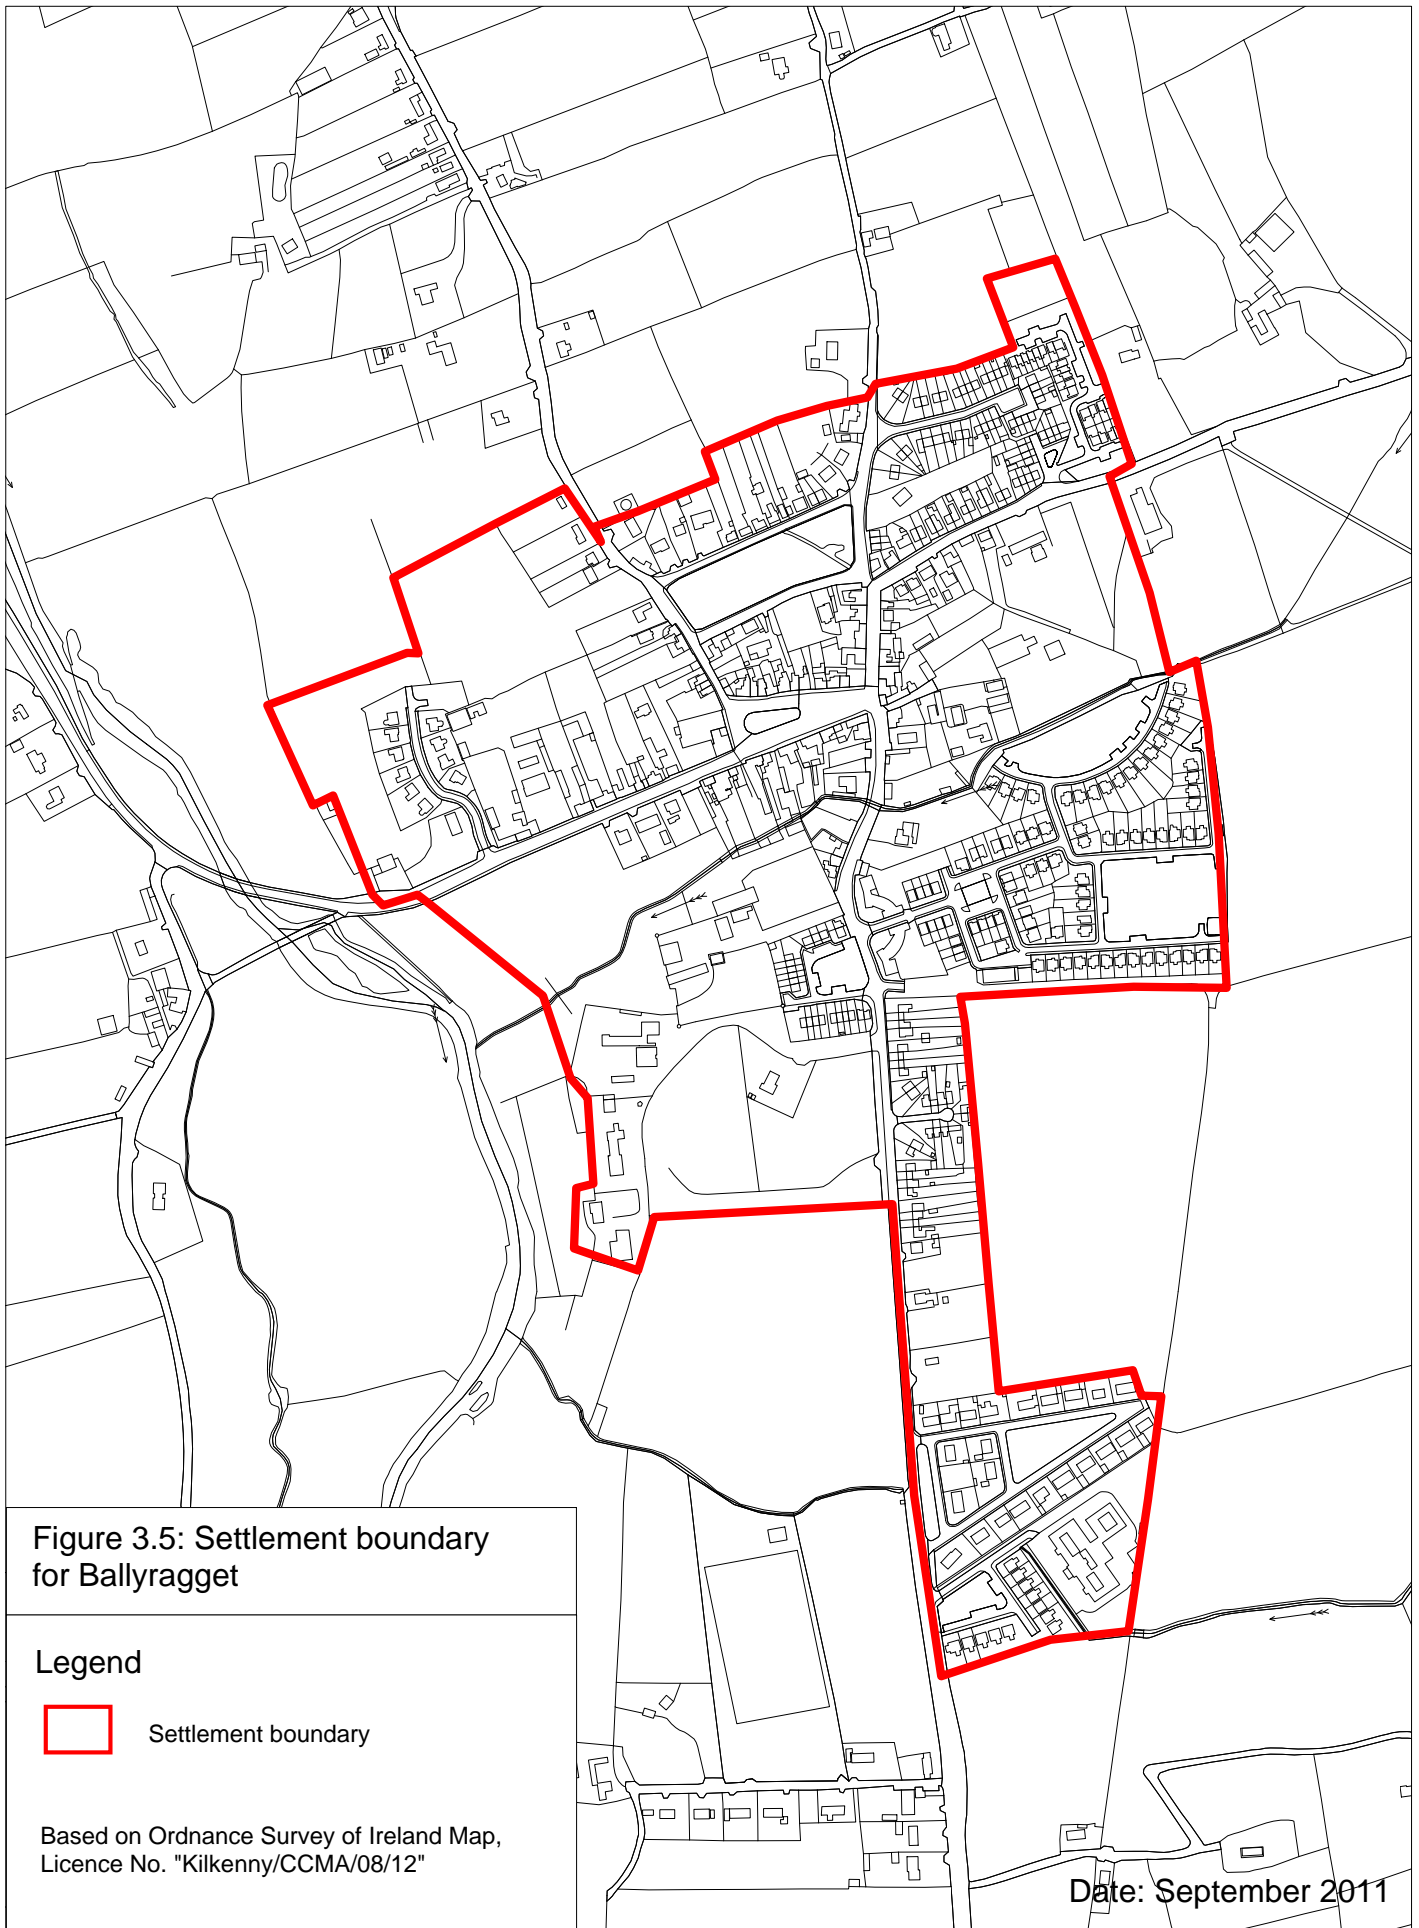 Figure 3.5: Settlement boundary
for Ballyragget
Legend
Settlement boundary
Based on Ordnance Survey of Ireland Map,
Licence No. "Kilkenny/CCMA/08/12"
Date: September 2011